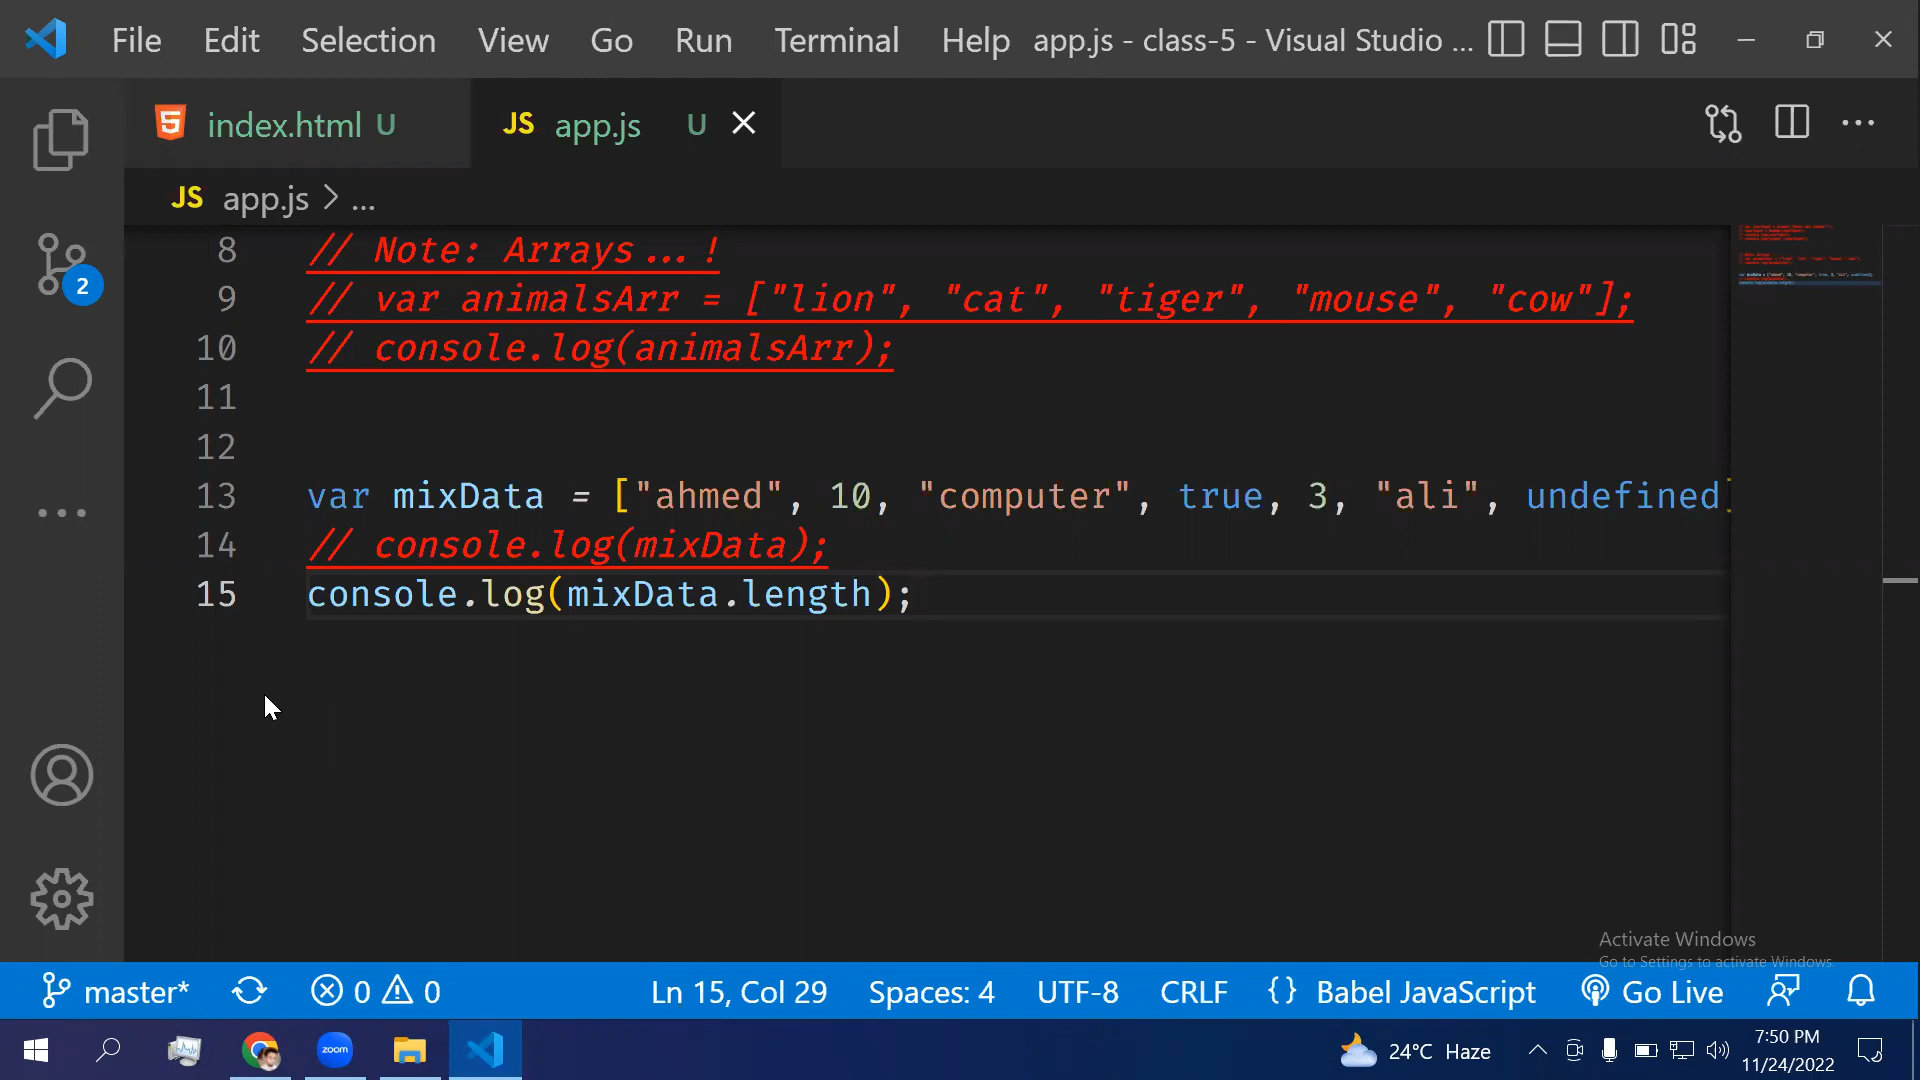 File Edit Selection View Go Run Terminal Help app.js - class-5 - Visual Studio ...
index.html U JS app.js U
JS app.js > ...
8 // Note: Arrays...!
9 // var animalsArr = ["lion", "cat", "tiger", "mouse", "cow"];
10 // console.log(animalsArr);
11
12
13 var mixData = ["ahmed", 10, "computer", true, 3, "ali", undefined]
14 // console.log(mixData);
15 console.log(mixData.length);
2
Activate Windows
Go to Settings to activate Windows.
master* 0 0 Ln 15, Col 29 Spaces: 4 UTF-8 CRLF {} Babel JavaScript Go Live
zoom 24°C Haze 7:50 PM
11/24/2022